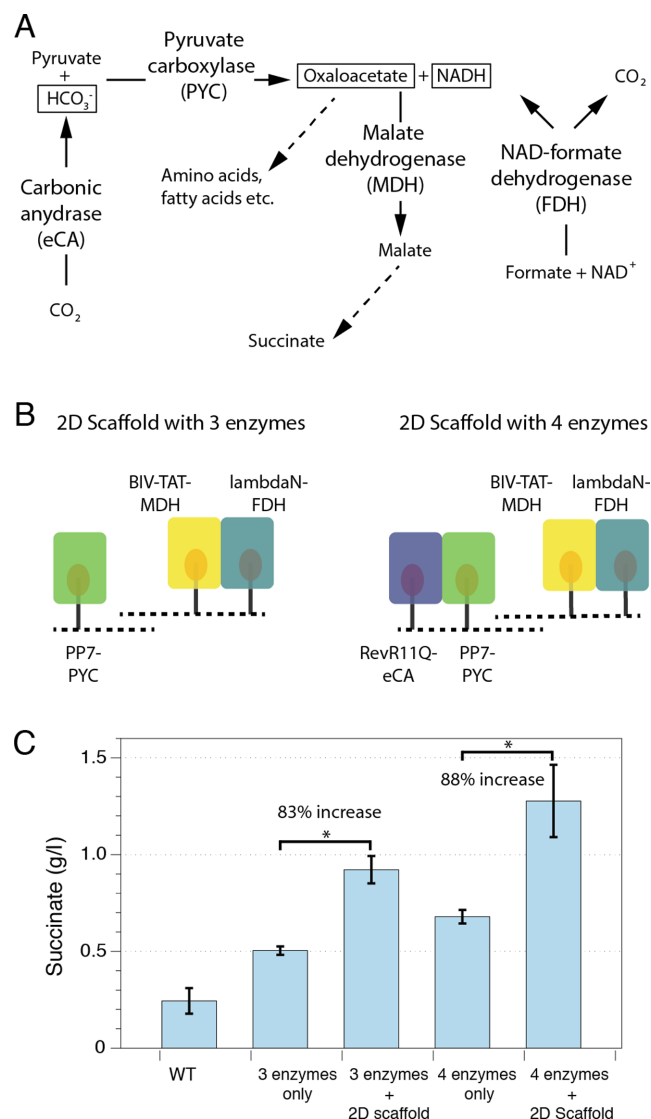 A
Pyruvate
+
HCO₃⁻
Pyruvate
carboxylase
(PYC)
Oxaloacetate + NADH
CO₂
Carbonic
anydrase
(eCA)
Amino acids,
fatty acids etc.
Malate
dehydrogenase
(MDH)
NAD-formate
dehydrogenase
(FDH)
Malate
Formate + NAD⁺
CO₂
Succinate
B
2D Scaffold with 3 enzymes
2D Scaffold with 4 enzymes
BIV-TAT-
MDH
lambdaN-
FDH
PP7-
PYC
BIV-TAT-
MDH
lambdaN-
FDH
RevR11Q-
eCA
PP7-
PYC
C
Succinate (g/l)
1.5
1.0
0.5
0
83% increase
*
*
88% increase
WT
3 enzymes
only
3 enzymes
+
2D scaffold
4 enzymes
only
4 enzymes
+
2D Scaffold